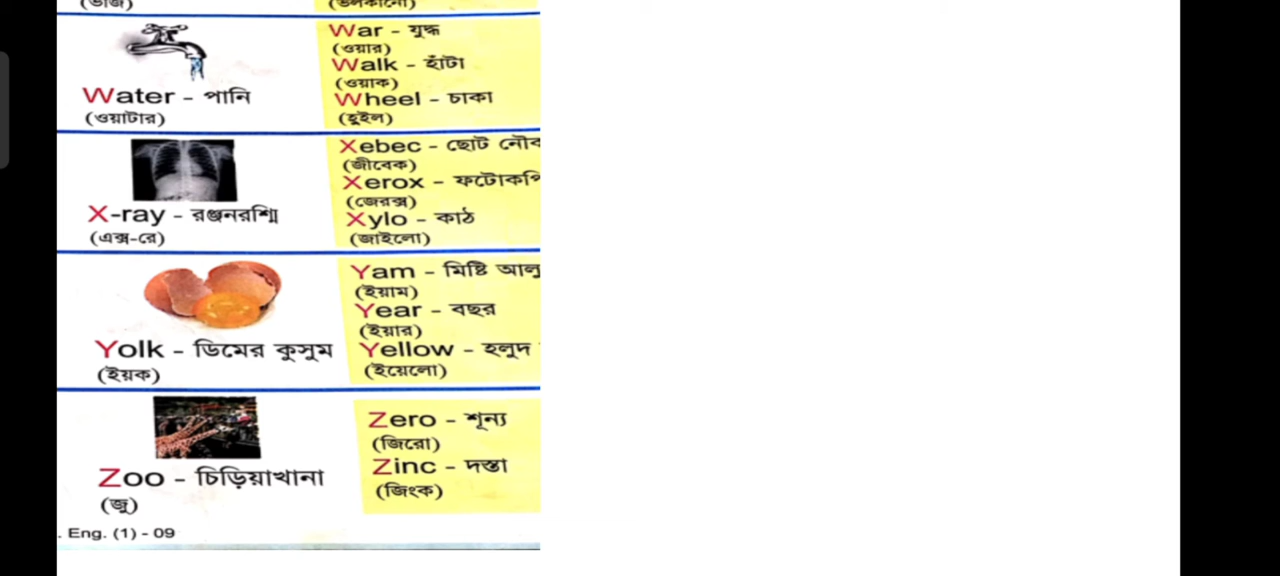 War - যুদ্ধ
(ওয়ার)
Walk - হাঁটা
(ওয়াক)
Water - পানি
Wheel - চাকা
(ওয়াটার)
(হুইল)
Xebec - ছোট
(জীবেক)
Xerox -
(জেরক্স)
X-ray - রঞ্জনরশ্মি
Xylo - কাঠ
(এক্স-রে)
(জাইলো)
Yam - মিষ্টি আলু
(ইয়াম)
Year - বছর
(ইয়ার)
Yolk - ডিমের কুসুম
Yellow - হলুদ
(ইয়ক)
(ইয়েলো)
Zero - শূন্য
(জিরো)
Zinc - দস্তা
Zoo - চিড়িয়াখানা
(জিংক)
(জু)
. Eng. (1) - 09